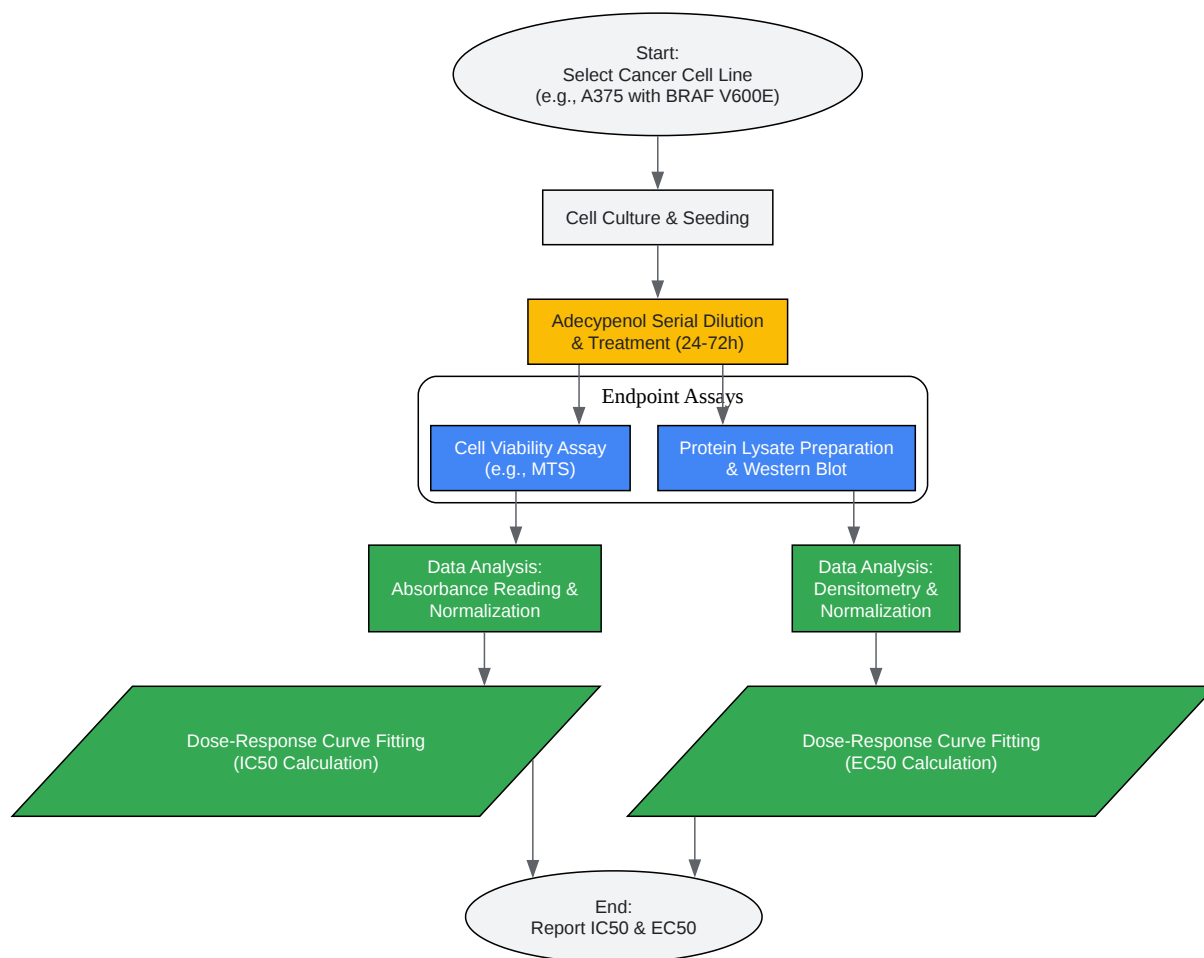 Start:
Select Cancer Cell Line
(e.g., A375 with BRAF V600E)
Cell Culture & Seeding
Adecypenol Serial Dilution
& Treatment (24-72h)
Endpoint Assays
Cell Viability Assay
(e.g., MTS)
Protein Lysate Preparation
& Western Blot
Data Analysis:
Absorbance Reading &
Normalization
Data Analysis:
Densitometry &
Normalization
Dose-Response Curve Fitting
(IC50 Calculation)
Dose-Response Curve Fitting
(EC50 Calculation)
End:
Report IC50 & EC50